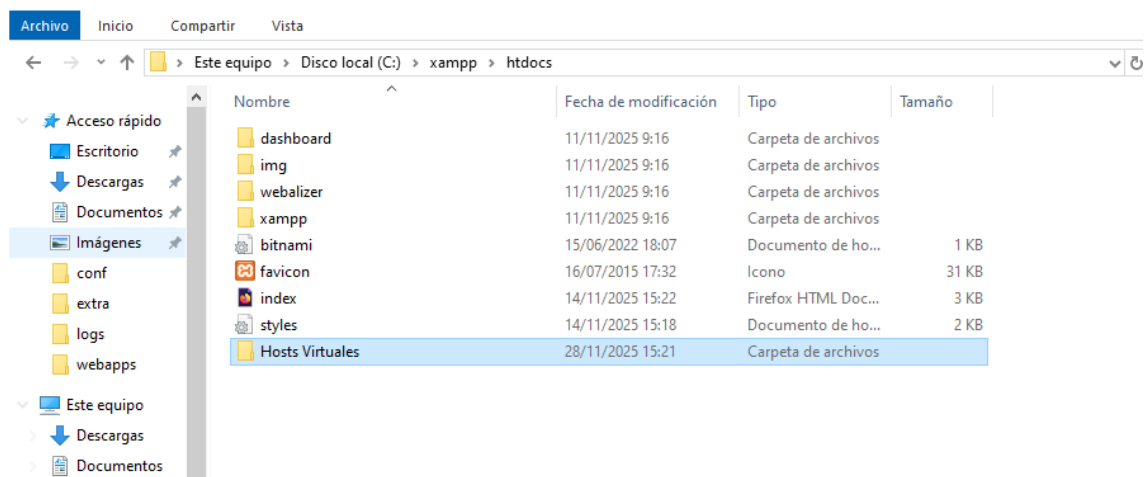 Archivo Inicio Compartir Vista
Este equipo > Disco local (C:) > xampp > htdocs
Nombre Fecha de modificación Tipo Tamaño
Acceso rápido
Escritorio
Descargas
Documentos
Imágenes
conf
extra
logs
webapps
Este equipo
Descargas
Documentos
dashboard 11/11/2025 9:16 Carpeta de archivos
img 11/11/2025 9:16 Carpeta de archivos
webalizer 11/11/2025 9:16 Carpeta de archivos
xampp 11/11/2025 9:16 Carpeta de archivos
bitnami 15/06/2022 18:07 Documento de ho... 1 KB
favicon 16/07/2015 17:32 Icono 31 KB
index 14/11/2025 15:22 Firefox HTML Doc... 3 KB
styles 14/11/2025 15:18 Documento de ho... 2 KB
Hosts Virtuales 28/11/2025 15:21 Carpeta de archivos